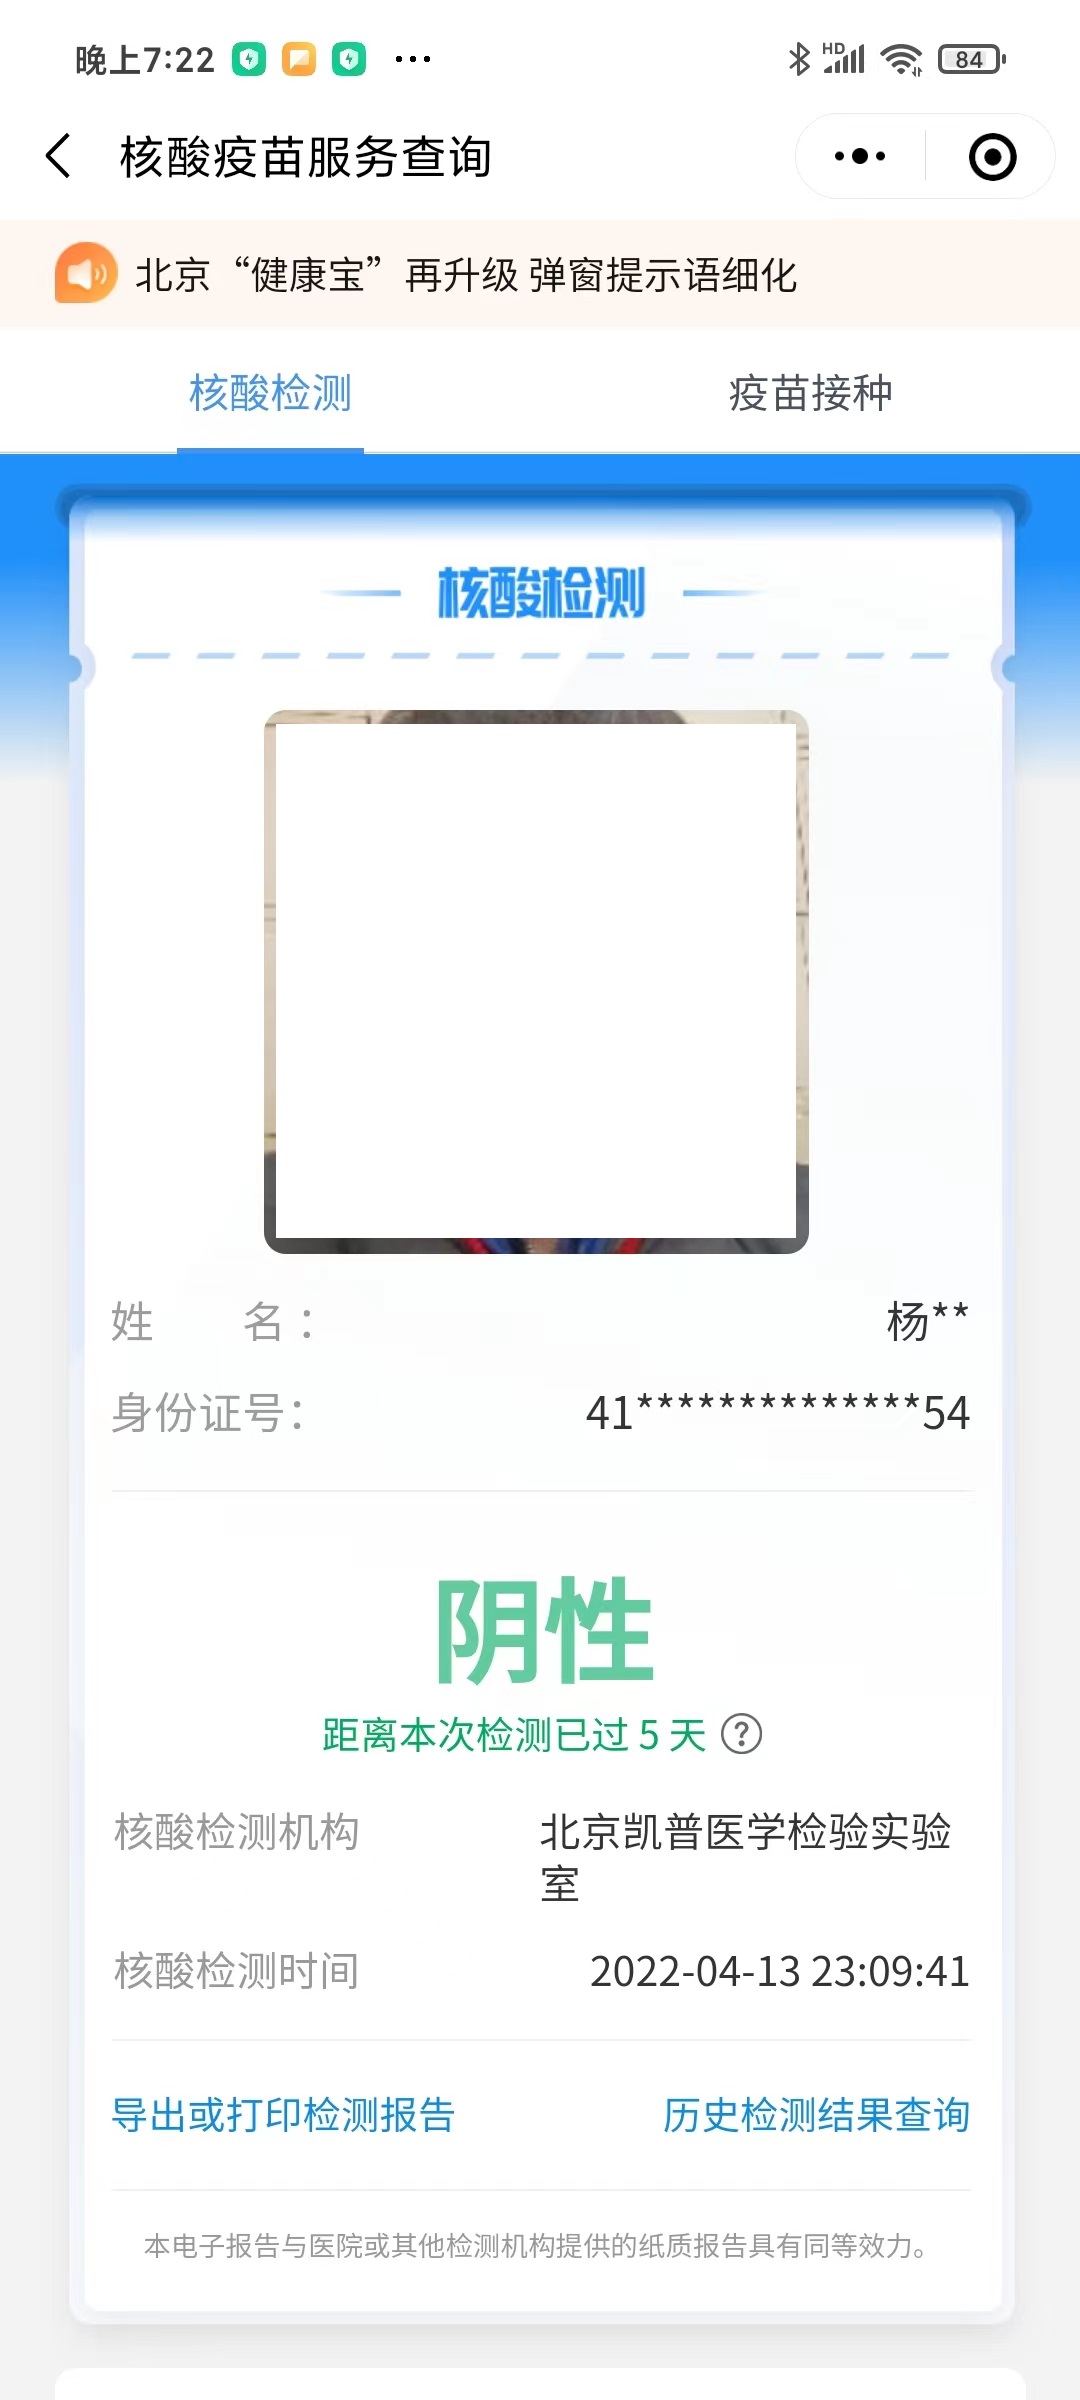 晚上7:22 HD 84
核酸疫苗服务查询
北京“健康宝”再升级 弹窗提示语细化
核酸检测 疫苗接种
核酸检测
姓 名: 杨**
身份证号: 41**************54
阴性
距离本次检测已过 5 天 ?
核酸检测机构 北京凯普医学检验实验
室
核酸检测时间 2022-04-13 23:09:41
导出或打印检测报告 历史检测结果查询
本电子报告与医院或其他检测机构提供的纸质报告具有同等效力。